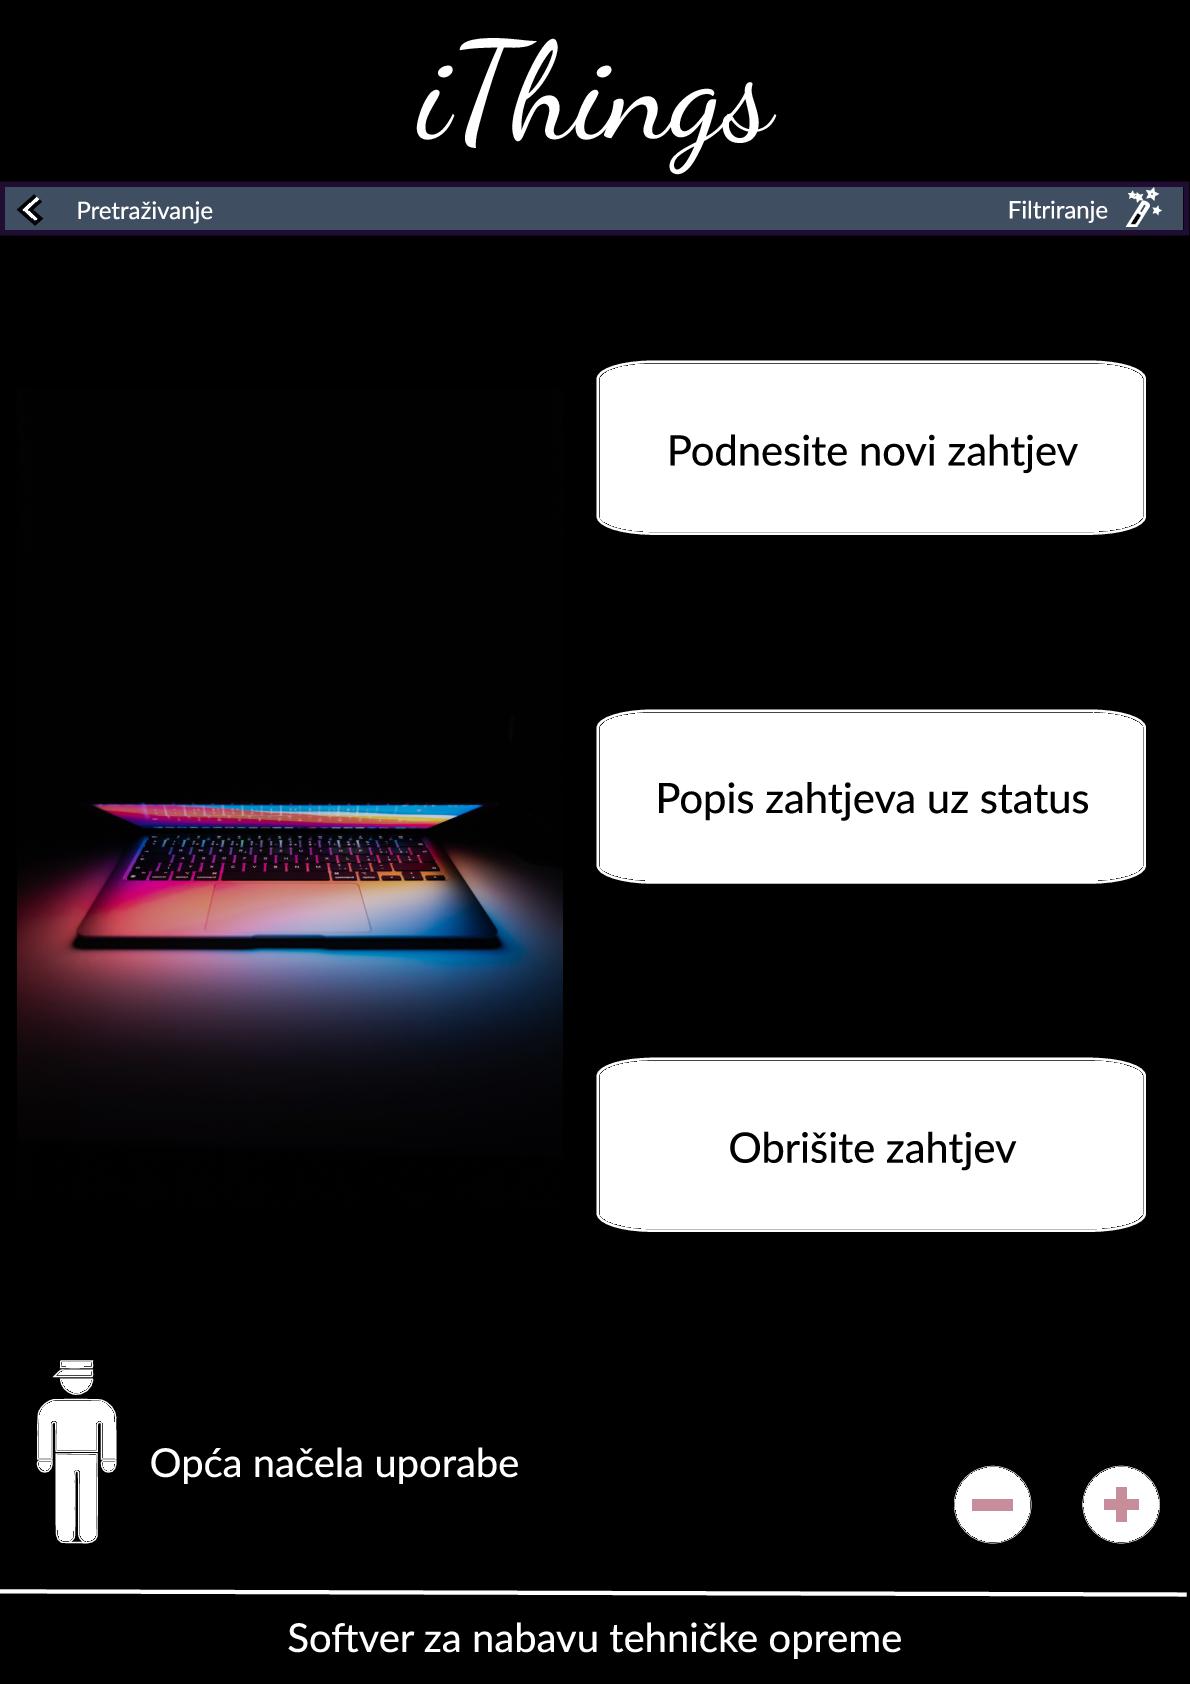 iThings
Pretraživanje
Filtriranje
Podnesite novi zahtjev
Popis zahtjeva uz status
Obrišite zahtjev
Opća načela uporabe
Softver za nabavu tehničke opreme